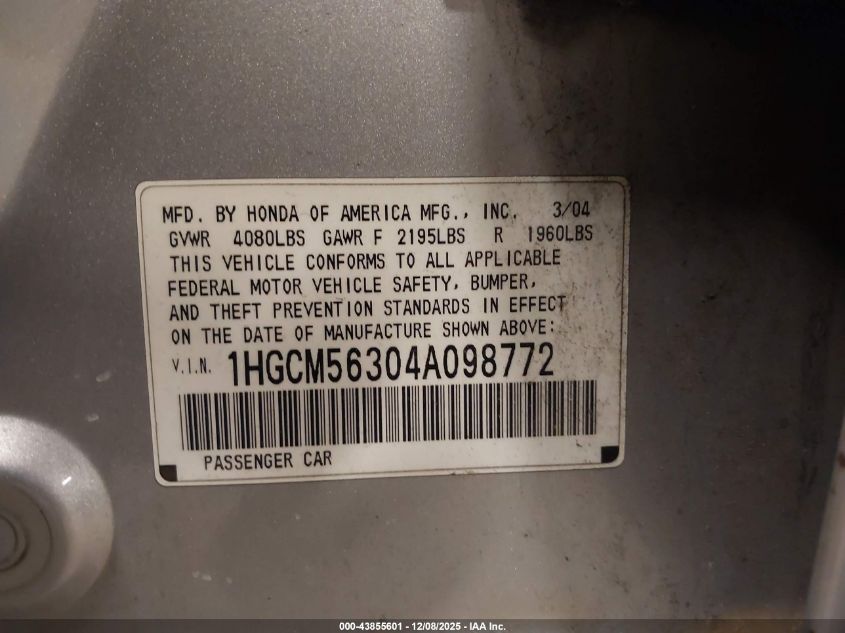 MFD. BY HONDA OF AMERICA MFG., INC. 3/04
GVWR 4080LBS GAWR F 2195LBS R 1960LBS
THIS VEHICLE CONFORMS TO ALL APPLICABLE
FEDERAL MOTOR VEHICLE SAFETY, BUMPER,
AND THEFT PREVENTION STANDARDS IN EFFECT
ON THE DATE OF MANUFACTURE SHOWN ABOVE:
V.I.N. 1HGCM56304A098772
PASSENGER CAR
000-43855601 - 12/08/2025 - IAA Inc.